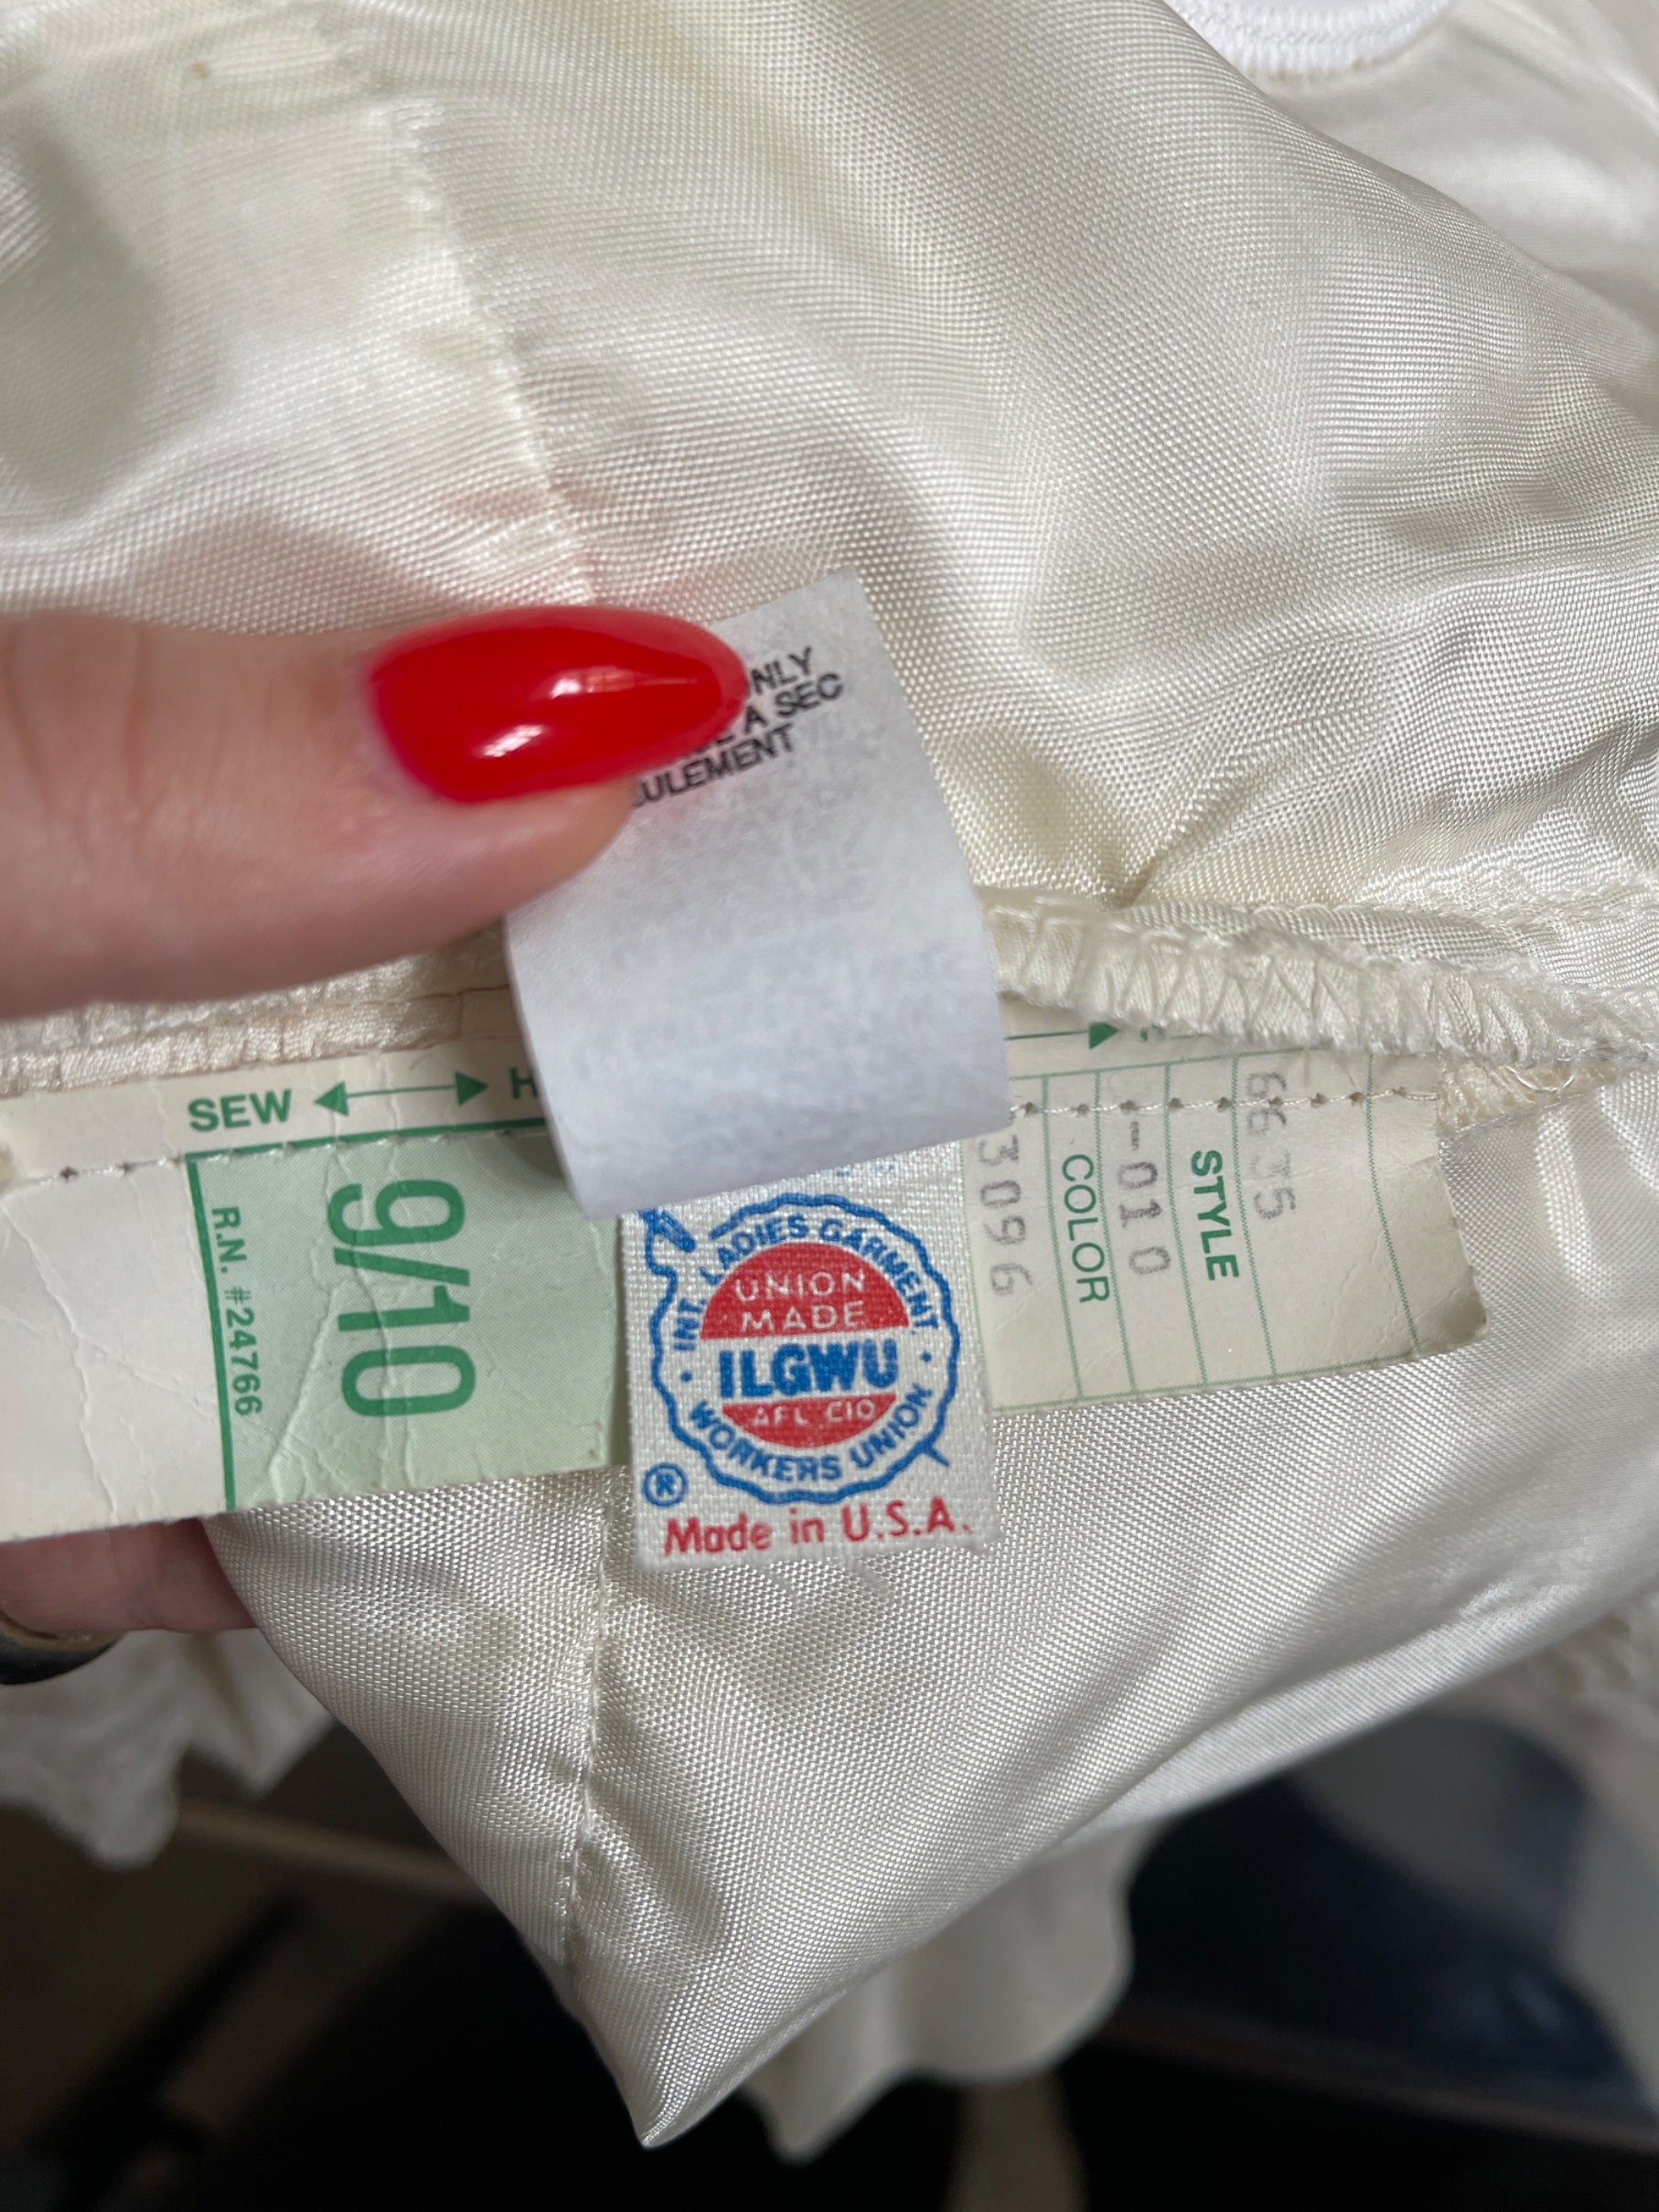 NLY
A SEC
ULEMENT
SEW
H
9/10
R.N. #24766
INT. LADIES GARMENT
UNION
MADE
ILGWU
AFL CIO
WORKERS UNION
®
Made in U.S.A.
3096
COLOR
-010
STYLE